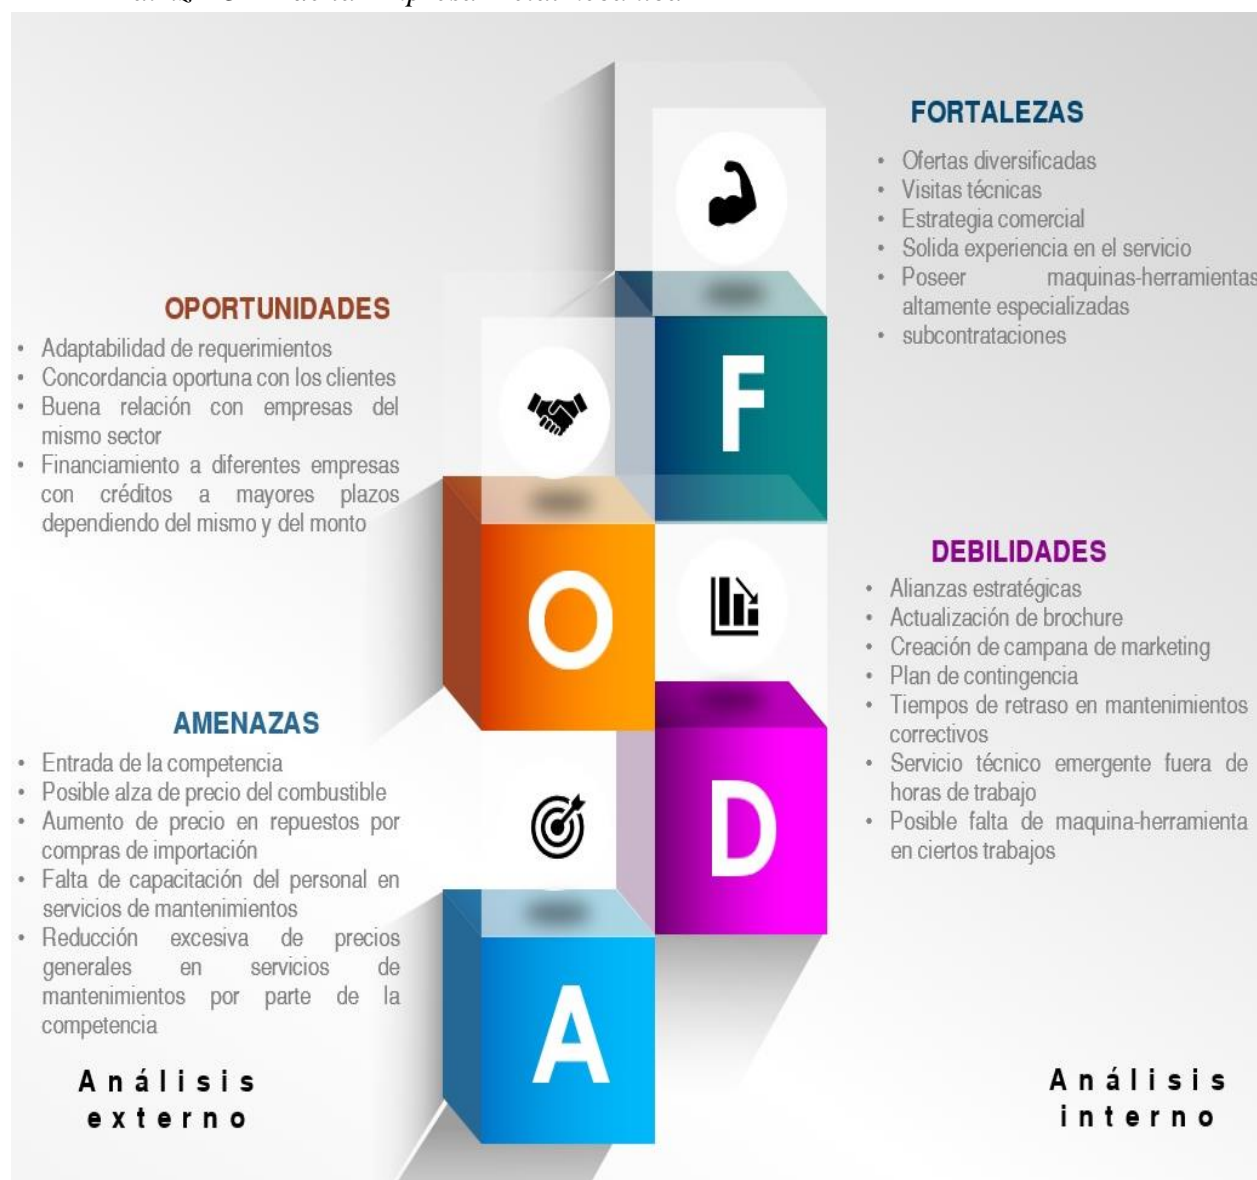 FORTALEZAS
• Ofertas diversificadas
• Visitas técnicas
• Estrategia comercial
• Solida experiencia en el servicio
• Poseer maquinas-herramientas
altamente especializadas
• subcontrataciones
OPORTUNIDADES
• Adaptabilidad de requerimientos
• Concordancia oportuna con los clientes
• Buena relación con empresas del
mismo sector
• Financiamiento a diferentes empresas
con créditos a mayores plazos
dependiendo del mismo y del monto
F
O
DEBILIDADES
• Alianzas estratégicas
• Actualización de brochure
• Creación de campana de marketing
• Plan de contingencia
• Tiempos de retraso en mantenimientos
correctivos
• Servicio técnico emergente fuera de
horas de trabajo
• Posible falta de maquina-herramienta
en ciertos trabajos
AMENAZAS
• Entrada de la competencia
• Posible alza de precio del combustible
• Aumento de precio en repuestos por
compras de importación
• Falta de capacitación del personal en
servicios de mantenimientos
• Reducción excesiva de precios
generales en servicios de
mantenimientos por parte de la
competencia
D
A
Análisis
externo
Análisis
interno